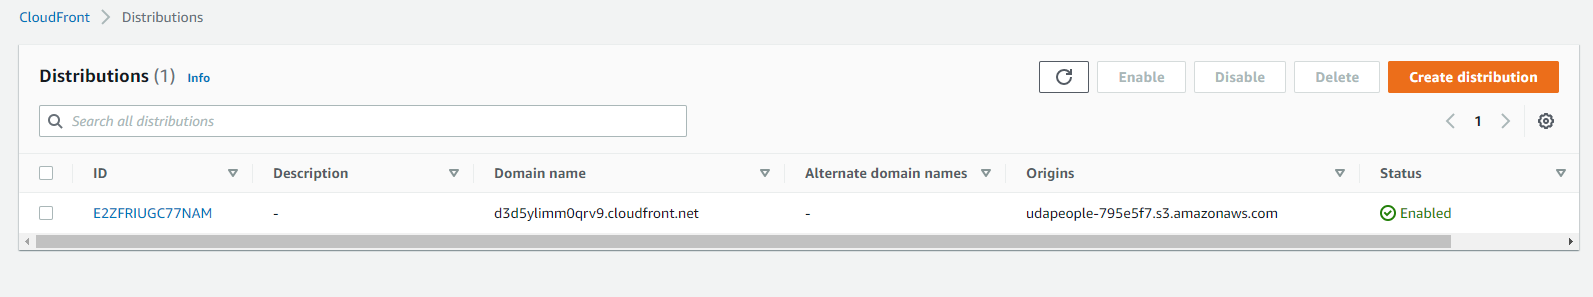 CloudFront > Distributions
Distributions (1) Info
Enable Disable Delete Create distribution
Search all distributions
1
ID Description Domain name Alternate domain names Origins Status
E2ZFRIUGC77NAM - d3d5ylimm0qrv9.cloudfront.net - udapeople-795e5f7.s3.amazonaws.com Enabled